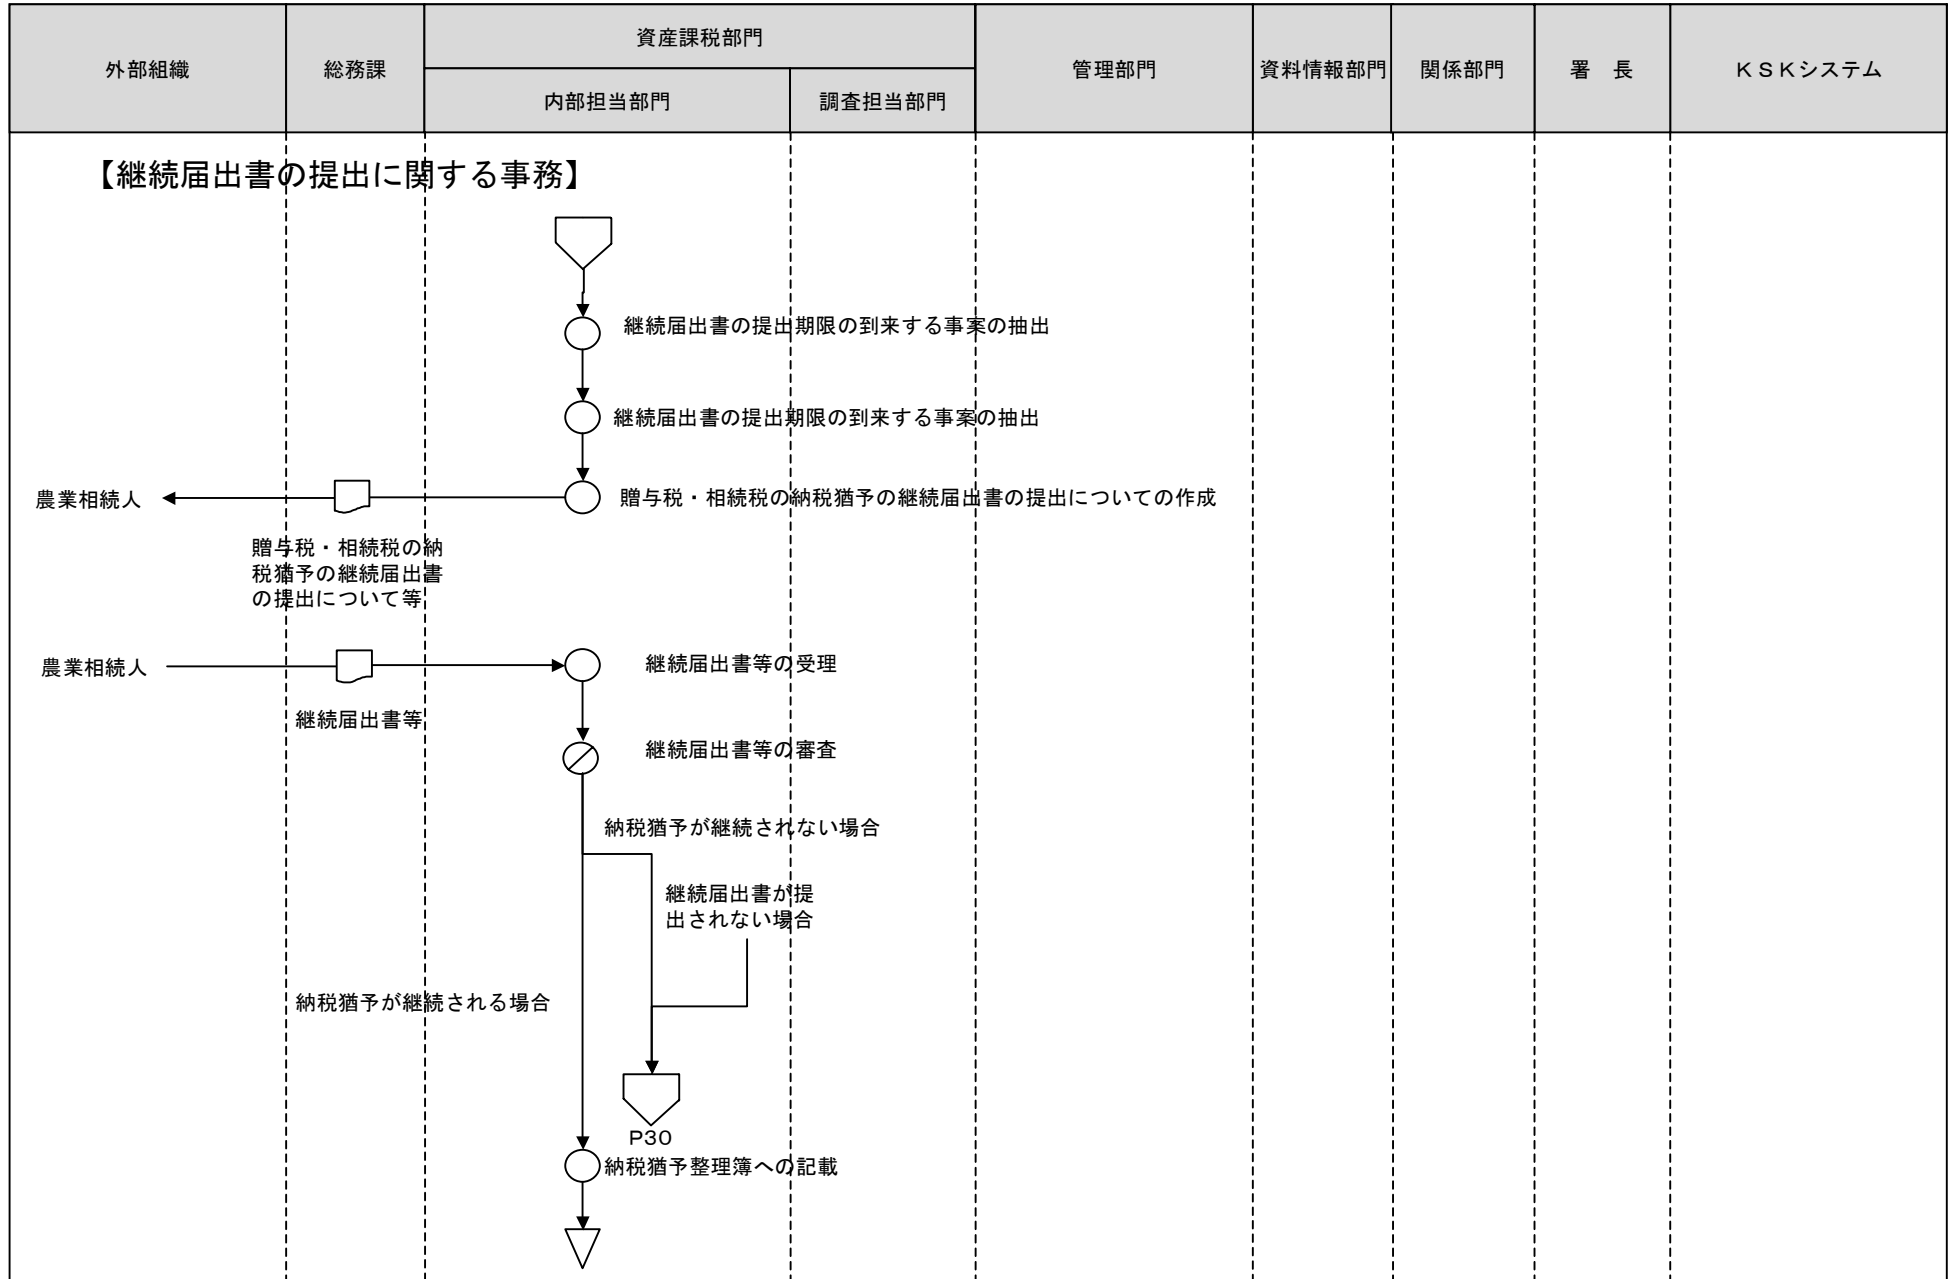 外部組織
総務課
資産課税部門
内部担当部門
調査担当部門
管理部門
資料情報部門
関係部門
署　長
ＫＳＫシステム
【継続届出書の提出に関する事務】
継続届出書の提出期限の到来する事案の抽出
継続届出書の提出期限の到来する事案の抽出
農業相続人
贈与税・相続税の納税猶予の継続届出書の提出についての作成
贈与税・相続税の納
税猶予の継続届出書
の提出について等
農業相続人
継続届出書等の受理
継続届出書等
継続届出書等の審査
納税猶予が継続されない場合
継続届出書が提
出されない場合
納税猶予が継続される場合
P30
納税猶予整理簿への記載